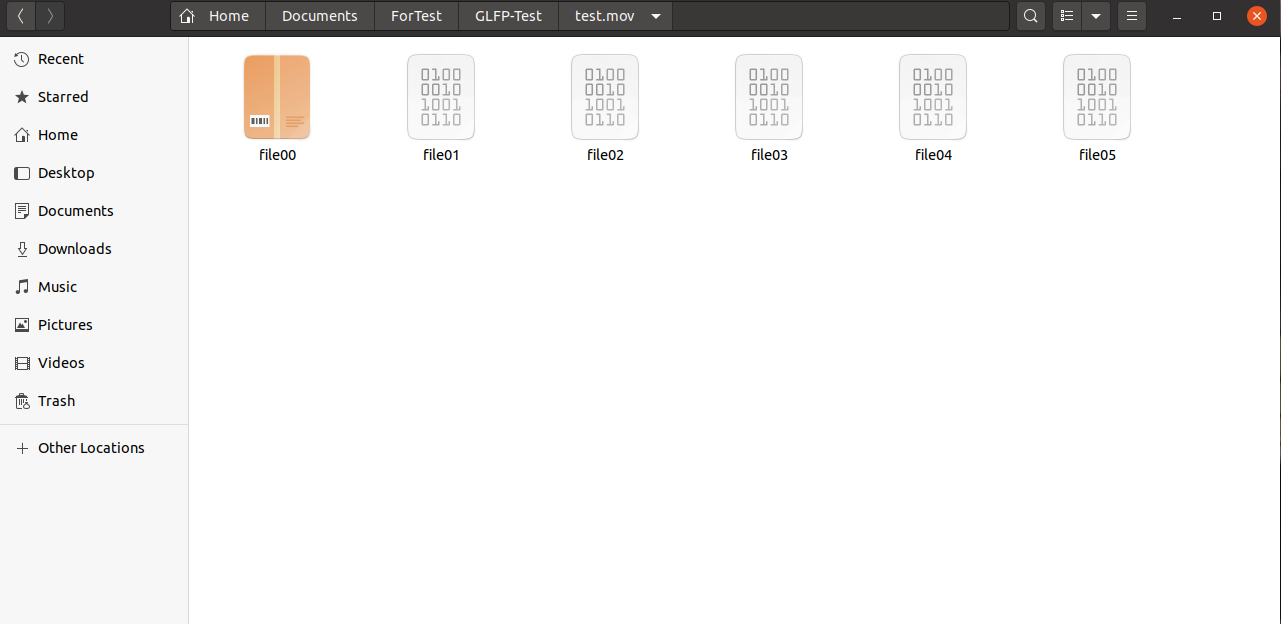 Home Documents ForTest GLFP-Test test.mov
Recent
Starred
Home
Desktop
Documents
Downloads
Music
Pictures
Videos
Trash
Other Locations
file00 file01 file02 file03 file04 file05
0100 0100 0100 0100 0100
0010 0010 0010 0010 0010
1001 1001 1001 1001 1001
0110 0110 0110 0110 0110